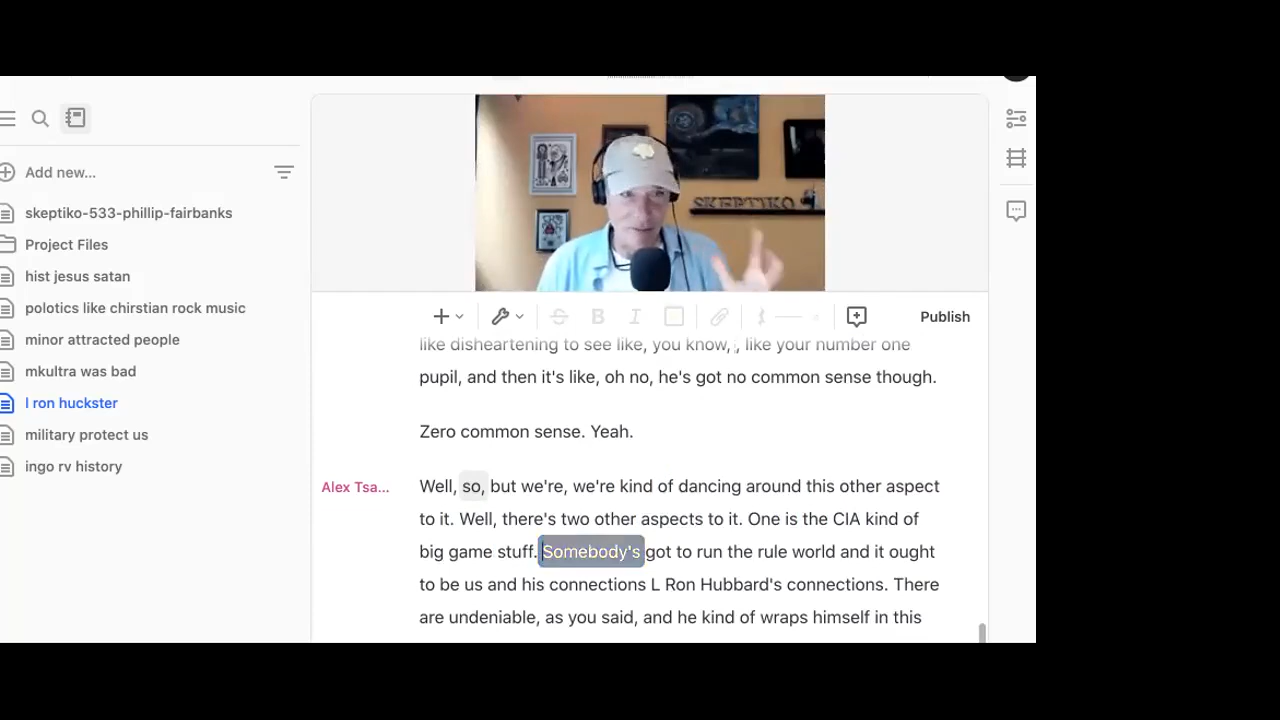 Add new...
skeptiko-533-phillip-fairbanks
Project Files
hist jesus satan
polotics like chirstian rock music
minor attracted people
mkultra was bad
l ron huckster
military protect us
ingo rv history
SKEPTIKO
B I
Publish
like disheartening to see like, you know, , like your number one
pupil, and then it's like, oh no, he's got no common sense though.
Zero common sense. Yeah.
Alex Tsa...
Well, so, but we're, we're kind of dancing around this other aspect
to it. Well, there's two other aspects to it. One is the CIA kind of
big game stuff. Somebody's got to run the rule world and it ought
to be us and his connections L Ron Hubbard's connections. There
are undeniable, as you said, and he kind of wraps himself in this